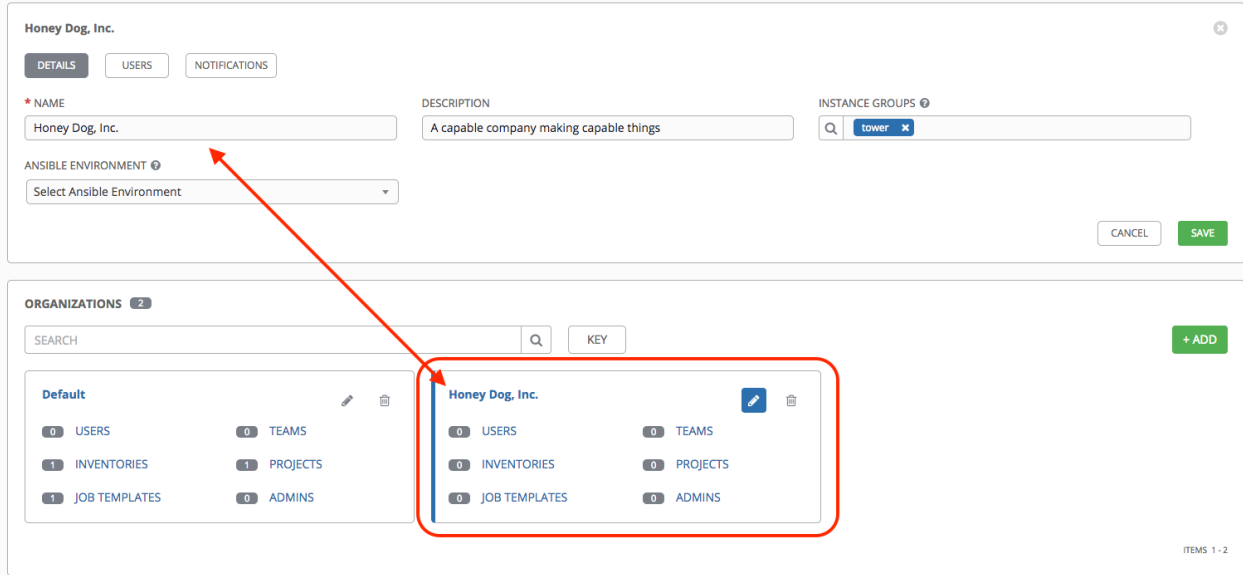 Honey Dog, Inc.
DETAILS USERS NOTIFICATIONS
* NAME DESCRIPTION INSTANCE GROUPS
Honey Dog, Inc. A capable company making capable things tower
ANSIBLE ENVIRONMENT
Select Ansible Environment
CANCEL SAVE
ORGANIZATIONS 2
SEARCH KEY + ADD
Default Honey Dog, Inc.
0 USERS 0 TEAMS 0 USERS 0 TEAMS
1 INVENTORIES 1 PROJECTS 0 INVENTORIES 0 PROJECTS
1 JOB TEMPLATES 0 ADMINS 0 JOB TEMPLATES 0 ADMINS
ITEMS 1 - 2